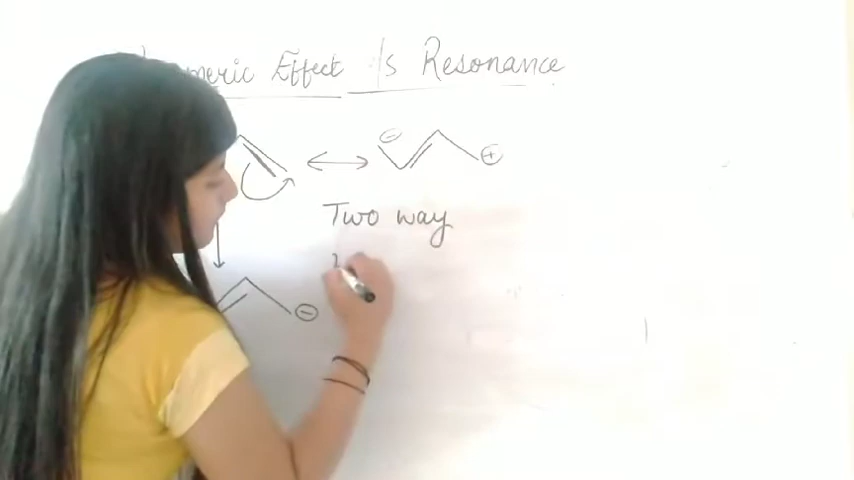 Effect /s Resonance
⊖ ⊕
Two way
⊖